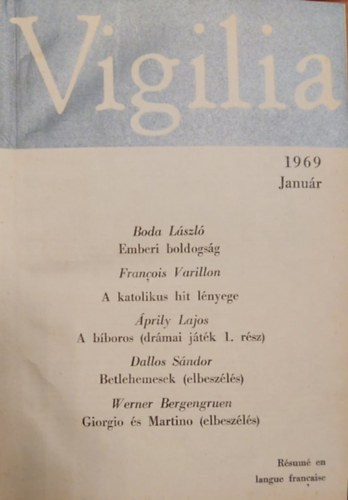 Vigilia
1969
Január
Boda László
Emberi boldogság
François Varillon
A katolikus hit lényege
Áprily Lajos
A bíboros (drámai játék 1. rész)
Dallos Sándor
Betlehemesek (elbeszélés)
Werner Bergengruen
Giorgio és Martino (elbeszélés)
Résumé en
langue francaise